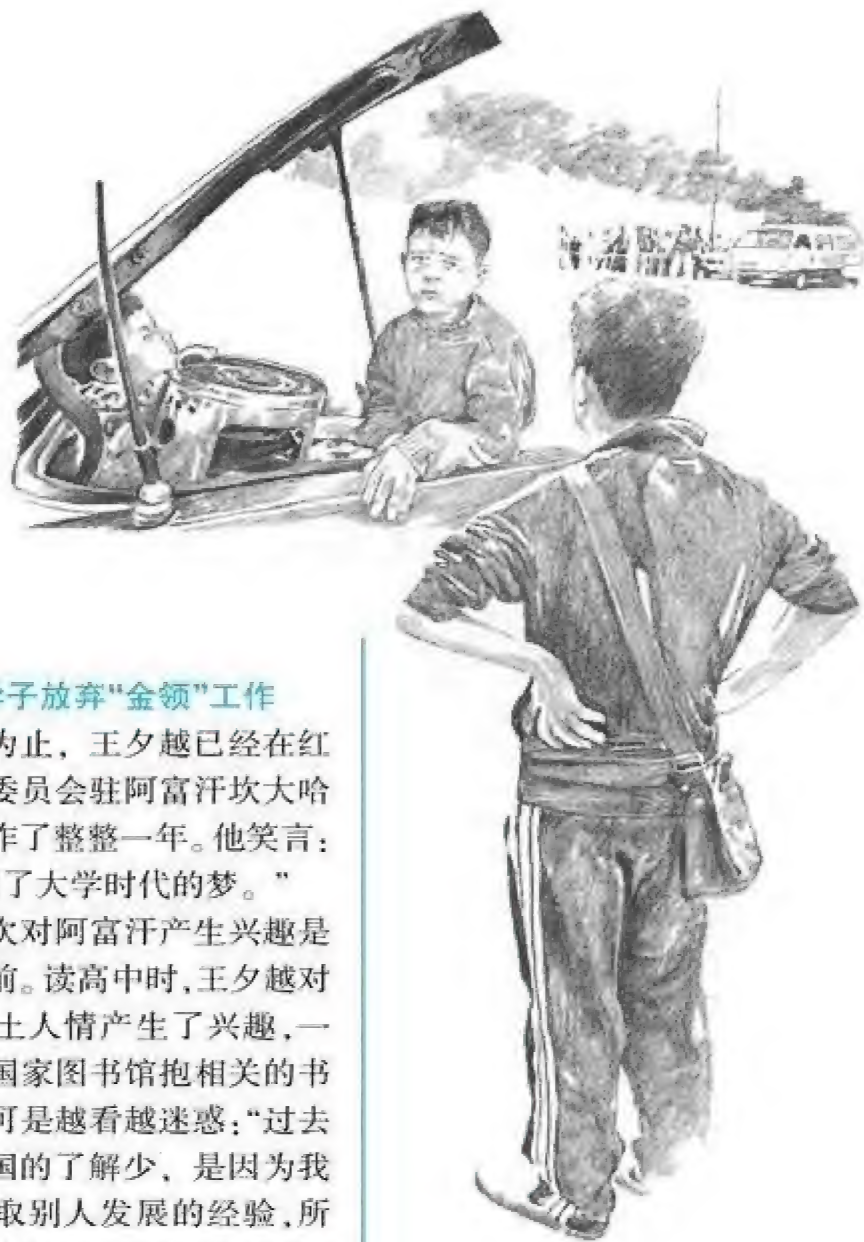 学子放弃“金领”工作
为止，王夕越已经在红
委员会驻阿富汗坎大哈
作了整整一年。他笑言：
了大学时代的梦。”
次对阿富汗产生兴趣是
前。读高中时，王夕越对
土人情产生了兴趣，一
国家图书馆抱相关的书
可是越看越迷惑：“过去
国的了解少，是因为我
取别人发展的经验，所